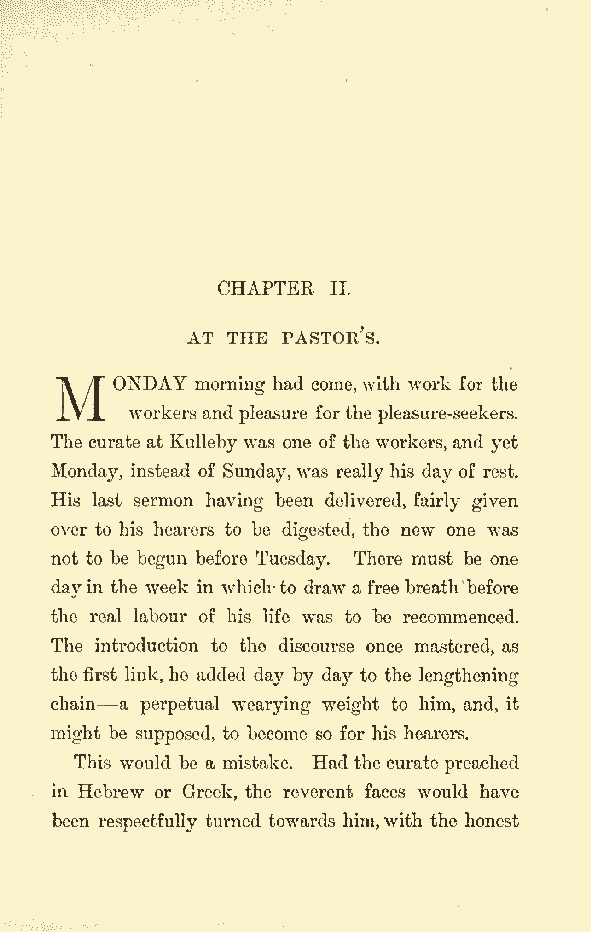 CHAPTER II.
AT THE PASTOR'S.
MONDAY morning had come, with work for the
workers and pleasure for the pleasure-seekers.
The curate at Kulleby was one of the workers, and yet
Monday, instead of Sunday, was really his day of rest.
His last sermon having been delivered, fairly given
over to his hearers to be digested, the new one was
not to be begun before Tuesday. There must be one
day in the week in which to draw a free breath before
the real labour of his life was to be recommenced.
The introduction to the discourse once mastered, as
the first link, he added day by day to the lengthening
chain—a perpetual wearying weight to him, and, it
might be supposed, to become so for his hearers.
This would be a mistake. Had the curate preached
in Hebrew or Greek, the reverent faces would have
been respectfully turned towards him, with the honest